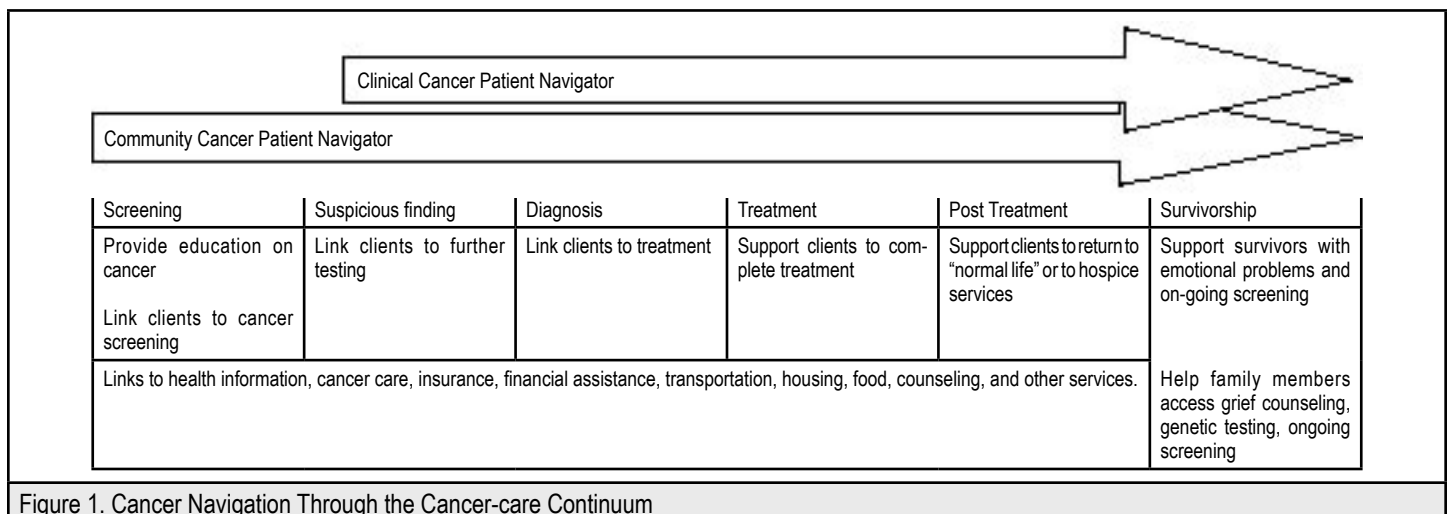 Clinical Cancer Patient Navigator
Community Cancer Patient Navigator
Screening
Suspicious finding
Diagnosis
Treatment
Post Treatment
Survivorship
Provide education on
cancer
Link clients to cancer
screening
Link clients to further
testing
Link clients to treatment
Support clients to com-
plete treatment
Support clients to return to
“normal life” or to hospice
services
Support survivors with
emotional problems and
on-going screening
Links to health information, cancer care, insurance, financial assistance, transportation, housing, food, counseling, and other services.
Help family members
access grief counseling,
genetic testing, ongoing
screening
Figure 1. Cancer Navigation Through the Cancer-care Continuum